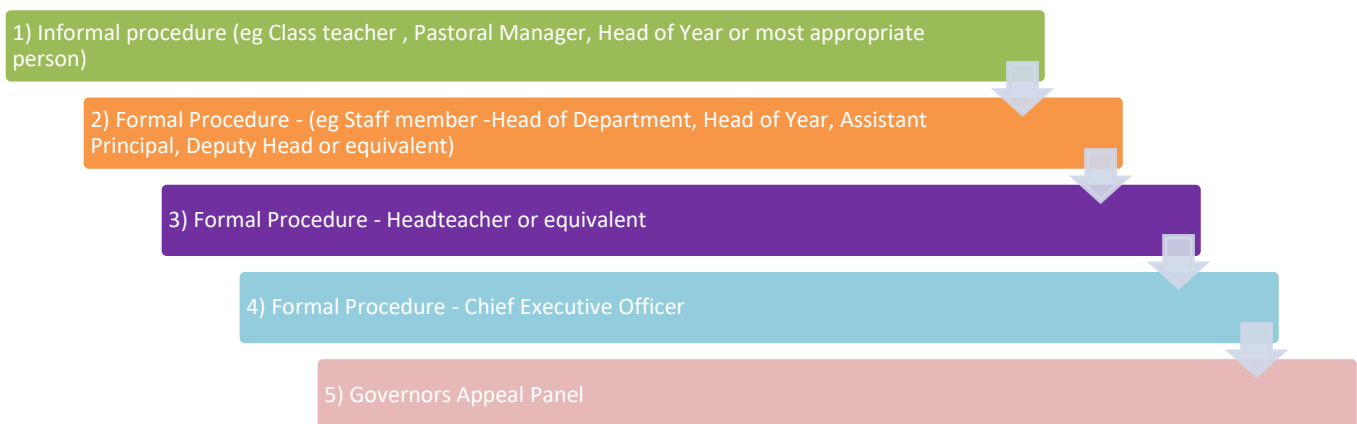 1) Informal procedure (eg Class teacher , Pastoral Manager, Head of Year or most appropriate
person)
2) Formal Procedure - (eg Staff member -Head of Department, Head of Year, Assistant
Principal, Deputy Head or equivalent)
3) Formal Procedure - Headteacher or equivalent
4) Formal Procedure - Chief Executive Officer
5) Governors Appeal Panel